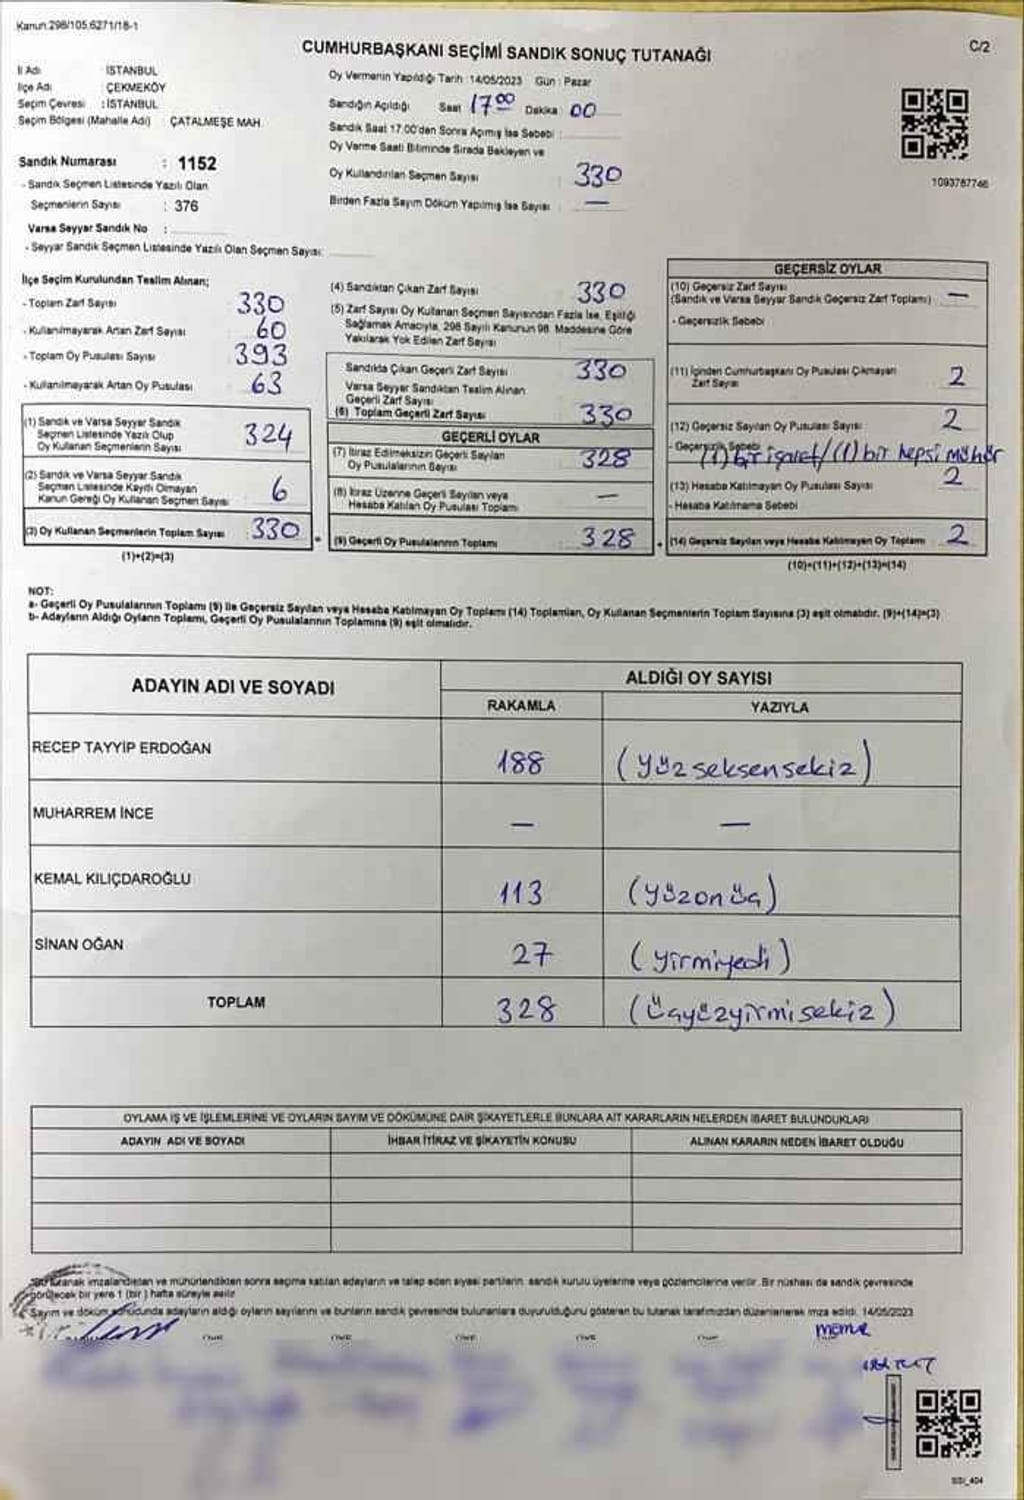 Kanun:298/105.6271/18-1
CUMHURBAŞKANI SEÇİMİ SANDIK SONUÇ TUTANAĞI
C/2
İl Adı : İSTANBUL
İlçe Adı : ÇEKMEKÖY
Seçim Çevresi : İSTANBUL
Seçim Bölgesi (Mahalle Adı) : ÇATALMEŞE MAH.
Sandık Numarası : 1152
- Sandık Seçmen Listesinde Yazılı Olan
Seçmenlerin Sayısı : 376
Varsa Seyyar Sandık No :
- Seyyar Sandık Seçmen Listesinde Yazılı Olan Seçmen Sayısı:
Oy Vermenin Yapıldığı Tarih :14/05/2023 Gün : Pazar
Sandığın Açıldığı Saat 17:00 Dakika 00
Sandık Saat 17:00'den Sonra Açmış İse Sebebi :
Oy Verme Saati Bitiminde Sırada Bekleyen ve
Oy Kullandırılan Seçmen Sayısı : 330
Birden Fazla Sayım Döküm Yapılmış İse Sayısı : —
1093787746
İlçe Seçim Kurulundan Teslim Alınan;
- Toplam Zarf Sayısı 330
- Kullanılmayarak Artan Zarf Sayısı 60
- Toplam Oy Pusulası Sayısı 393
- Kullanılmayarak Artan Oy Pusulası 63
(1) Sandık ve Varsa Seyyar Sandık
Seçmen Listesinde Yazılı Olup
Oy Kullanan Seçmenlerin Sayısı 324
(2) Sandık ve Varsa Seyyar Sandık
Seçmen Listesinde Kayıtlı Olmayan
Kanun Gereği Oy Kullanan Seçmen Sayısı 6
(3) Oy Kullanan Seçmenlerin Toplam Sayısı : 330
(1)+(2)=(3)
(4) Sandıktan Çıkan Zarf Sayısı 330
(5) Zarf Sayısı Oy Kullanan Seçmen Sayısından Fazla İse, Eşitliği
Sağlamak Amacıyla, 298 Sayılı Kanunun 98. Maddesine Göre
Yakılarak Yok Edilen Zarf Sayısı
Sandıkta Çıkan Geçerli Zarf Sayısı 330
Varsa Seyyar Sandıktan Teslim Alınan
Geçerli Zarf Sayısı
(6) Toplam Geçerli Zarf Sayısı 330
GEÇERLİ OYLAR
(7) İtiraz Edilmeksizin Geçerli Sayılan
Oy Pusulalarının Sayısı 328
(8) İtiraz Üzerine Geçerli Sayılan veya
Hesaba Katılan Oy Pusulası Toplamı —
(9) Geçerli Oy Pusulalarının Toplamı 328
GEÇERSİZ OYLAR
(10) Geçersiz Zarf Sayısı
(Sandık ve Varsa Seyyar Sandık Geçersiz Zarf Toplamı) —
- Geçersizlik Sebebi
(11) İçinden Cumhurbaşkanı Oy Pusulası Çıkmayan
Zarf Sayısı 2
(12) Geçersiz Sayılan Oy Pusulası Sayısı 2
- Geçersizlik Sebebi (1) bir işaret/(1) bir hepsi mühür
(13) Hesaba Katılmayan Oy Pusulası Sayısı 2
- Hesaba Katılmama Sebebi
(14) Geçersiz Sayılan veya Hesaba Katılmayan Oy Toplamı 2
(10)+(11)+(12)+(13)=(14)
NOT:
a- Geçerli Oy Pusulalarının Toplamı (9) ile Geçersiz Sayılan veya Hesaba Katılmayan Oy Toplamı (14) Toplamları, Oy Kullanan Seçmenlerin Toplam Sayısına (3) eşit olmalıdır. (9)+(14)=(3)
b- Adayların Aldığı Oyların Toplamı, Geçerli Oy Pusulalarının Toplamına (9) eşit olmalıdır.
ADAYIN ADI VE SOYADI
ALDIĞI OY SAYISI
RAKAMLA YAZIYLA
RECEP TAYYİP ERDOĞAN 188 (Yüzseksensekiz)
MUHARREM İNCE — —
KEMAL KILIÇDAROĞLU 113 (Yüzonüç)
SİNAN OĞAN 27 (yirmiyedi)
TOPLAM 328 (üçyüzyirmisekiz)
OYLAMA İŞ VE İŞLEMLERİNE VE OYLARIN SAYIM VE DÖKÜMÜNE DAİR ŞİKAYETLERLE BUNLARA AİT KARARLARIN NELERDEN İBARET BULUNDUKLARI
ADAYIN ADI VE SOYADI İHBAR İTİRAZ VE ŞİKAYETİN KONUSU ALINAN KARARIN NEDEN İBARET OLDUĞU
*Bu tutanak imzalandıktan ve mühürlendikten sonra seçime katılan adayların ve talep eden siyasi partilerin, sandık kurulu üyelerine veya gözlemcilerine verilir. Bir nüshası da sandık çevresinde
görülecek bir yere 1 (bir) hafta süreyle asılır.
Sayım ve döküm sonucunda adayların aldığı oyların sayılarını ve bunların sandık çevresinde bulunanlara duyurulduğunu gösteren bu tutanak tarafımızdan düzenlenerek imza edildi. 14/05/2023
MEMUR
SSI_404